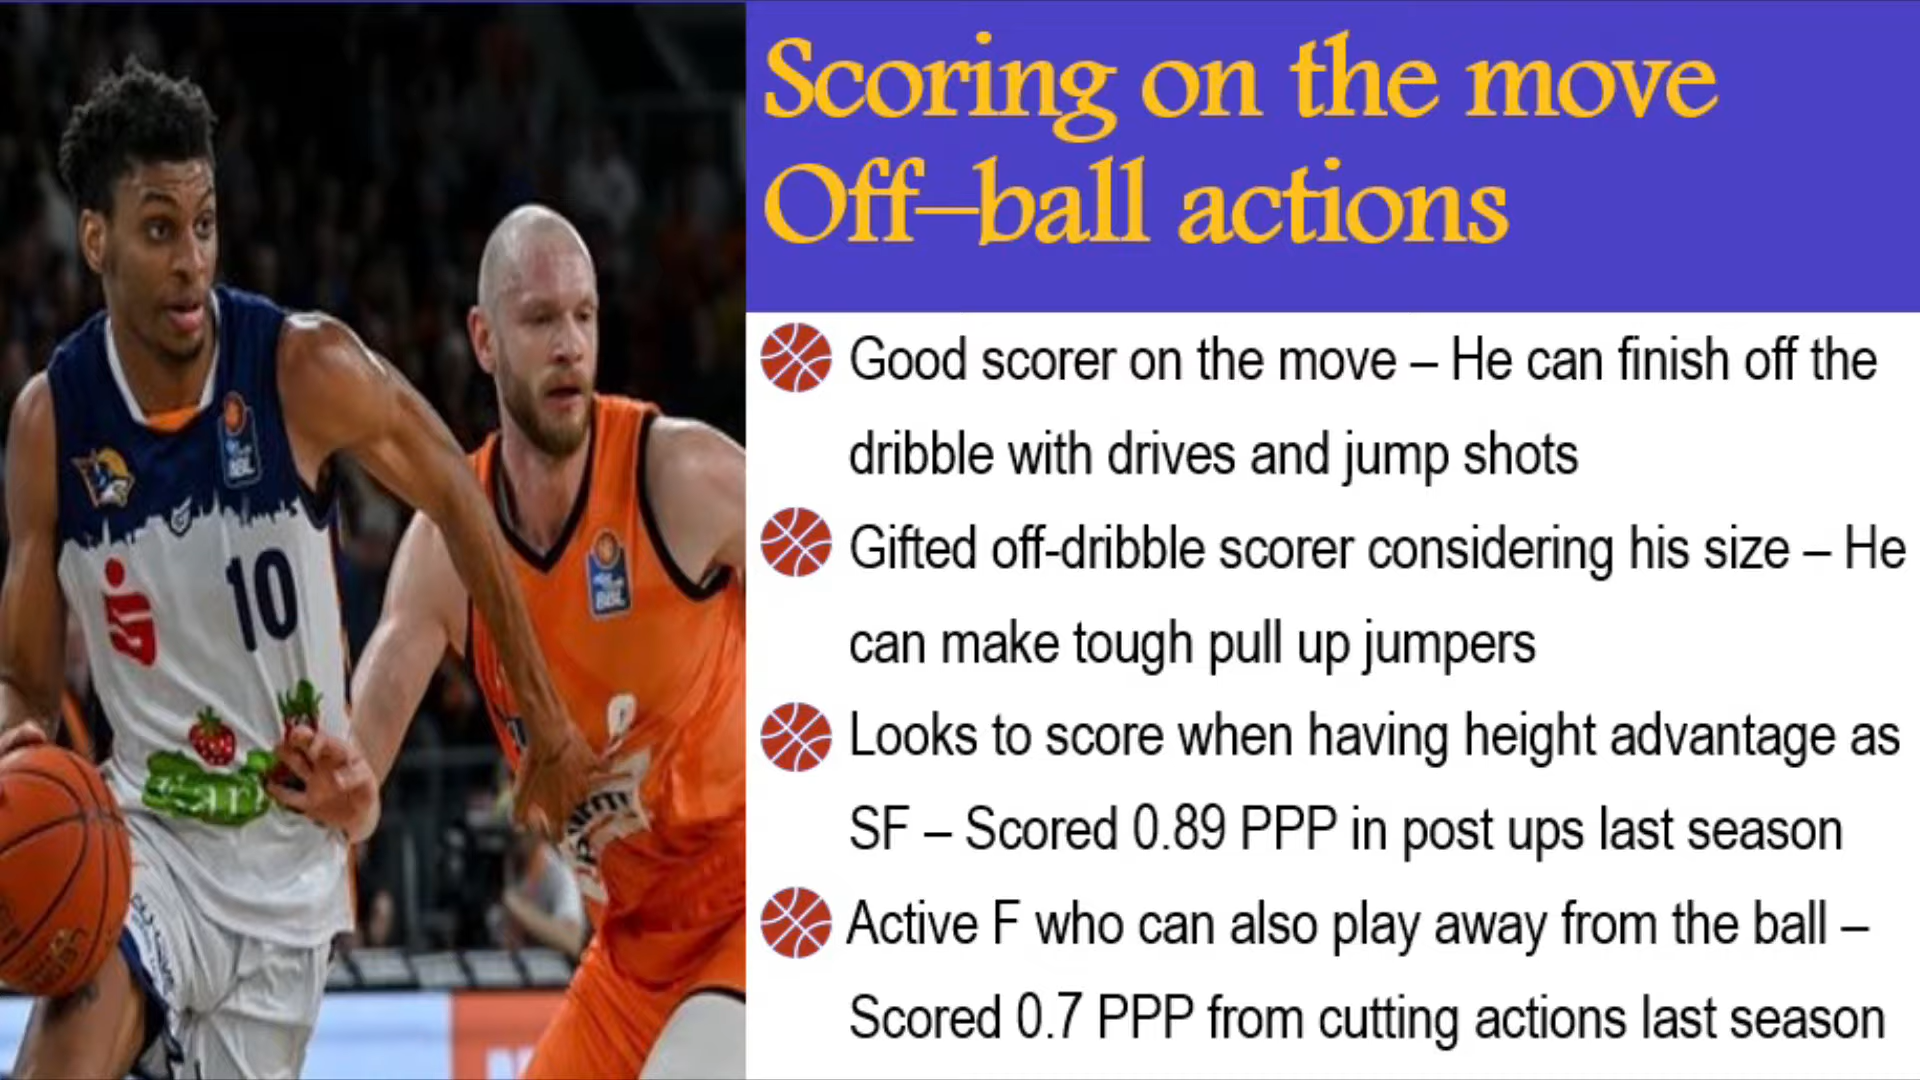 Scoring on the move
Off–ball actions
Good scorer on the move – He can finish off the
dribble with drives and jump shots
Gifted off-dribble scorer considering his size – He
can make tough pull up jumpers
Looks to score when having height advantage as
SF – Scored 0.89 PPP in post ups last season
Active F who can also play away from the ball –
Scored 0.7 PPP from cutting actions last season
BBL
10
BBL